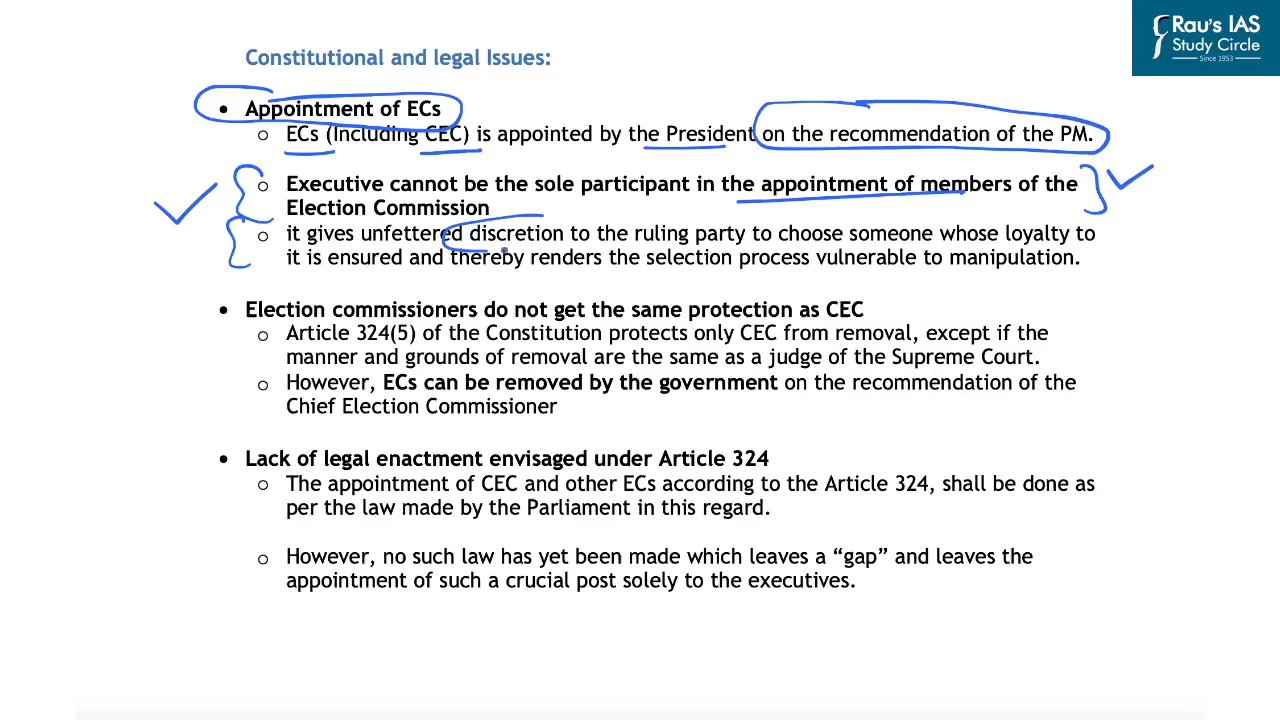 Rau's IAS
Study Circle
Since 1953
Constitutional and legal Issues:
• Appointment of ECs
o ECs (Including CEC) is appointed by the President on the recommendation of the PM.
o Executive cannot be the sole participant in the appointment of members of the
Election Commission
o it gives unfettered discretion to the ruling party to choose someone whose loyalty to
it is ensured and thereby renders the selection process vulnerable to manipulation.
• Election commissioners do not get the same protection as CEC
o Article 324(5) of the Constitution protects only CEC from removal, except if the
manner and grounds of removal are the same as a judge of the Supreme Court.
o However, ECs can be removed by the government on the recommendation of the
Chief Election Commissioner
• Lack of legal enactment envisaged under Article 324
o The appointment of CEC and other ECs according to the Article 324, shall be done as
per the law made by the Parliament in this regard.
o However, no such law has yet been made which leaves a “gap” and leaves the
appointment of such a crucial post solely to the executives.